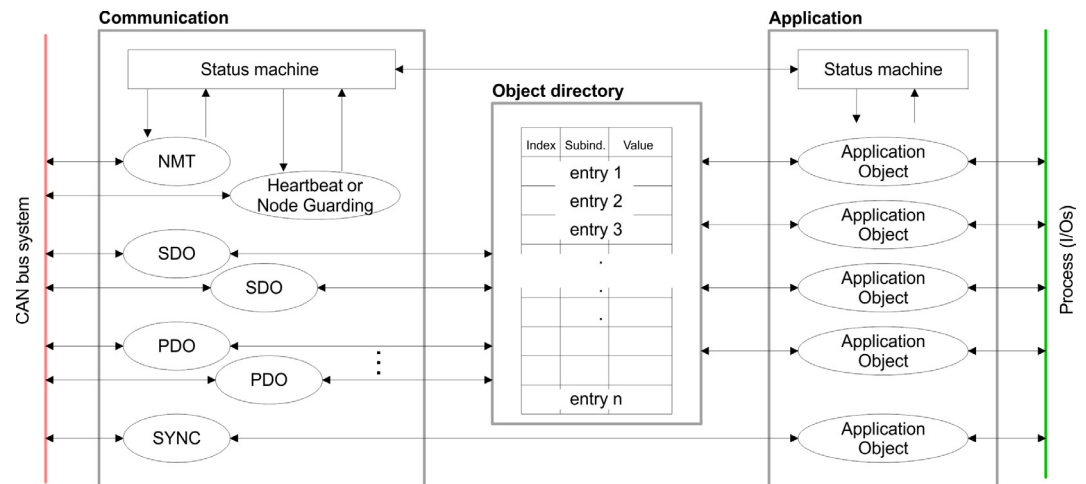 Communication
Application
Status machine
Status machine
Object directory
Index Subind. Value
NMT
entry 1
Application
Object
Heartbeat or
Node Guarding
entry 2
entry 3
Application
Object
SDO
SDO
Application
Object
PDO
PDO
Application
Object
entry n
SYNC
Application
Object
CAN bus system
Process (I/Os)